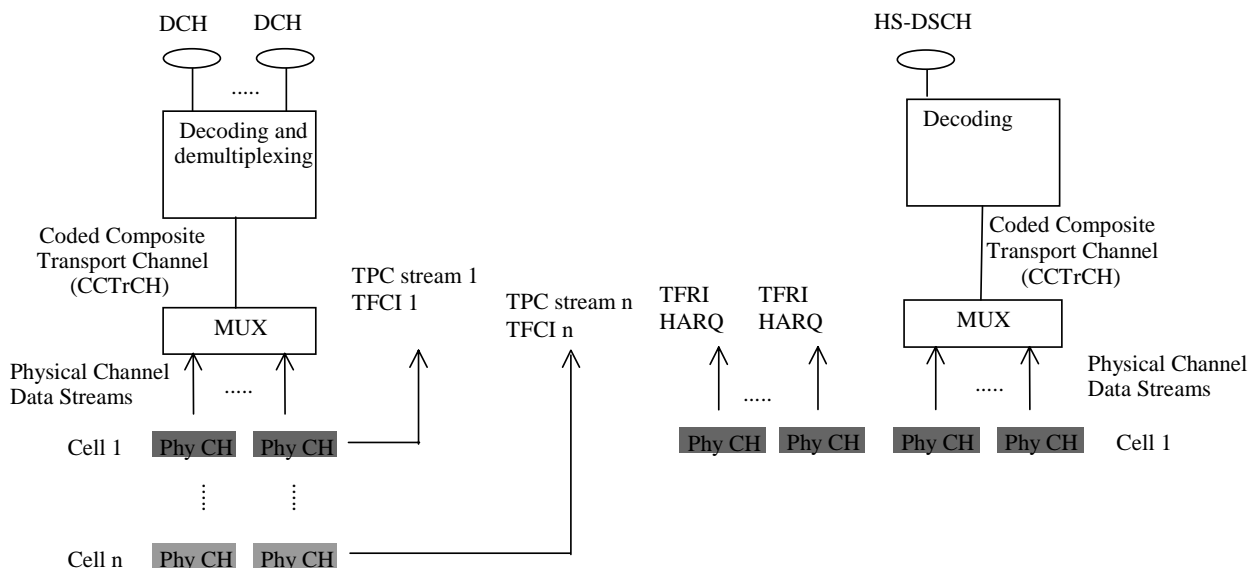 DCH DCH
.....
Decoding and
demultiplexing
Coded Composite
Transport Channel
(CCTrCH)
MUX
Physical Channel
Data Streams
.....
Cell 1 Phy CH Phy CH
Cell n Phy CH Phy CH
TPC stream 1
TFCI 1
TPC stream n
TFCI n
HS-DSCH
Decoding
Coded Composite
Transport Channel
(CCTrCH)
TFRI
HARQ
TFRI
HARQ
MUX
.....
.....
Physical Channel
Data Streams
Phy CH Phy CH Phy CH Phy CH Cell 1